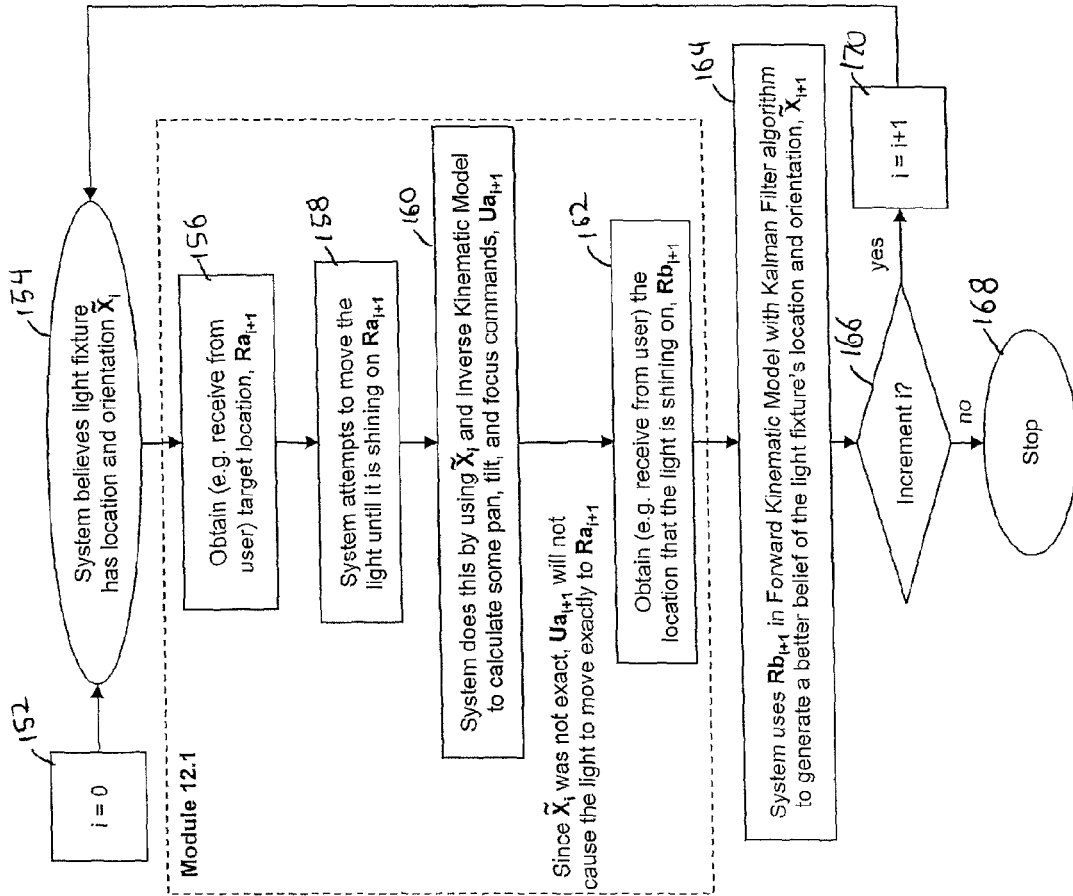 152
i = 0
154
System believes light fixture
has location and orientation X̃i
Module 12.1
156
Obtain (e.g. receive from
user) target location, Rai+1
158
System attempts to move the
light until it is shining on Rai+1
160
System does this by using X̃i and Inverse Kinematic Model
to calculate some pan, tilt, and focus commands, Uai+1
Since X̃i was not exact, Uai+1 will not
cause the light to move exactly to Rai+1
162
Obtain (e.g. receive from user) the
location that the light is shining on, Rbi+1
164
System uses Rbi+1 in Forward Kinematic Model with Kalman Filter algorithm
to generate a better belief of the light fixture's location and orientation, X̃i+1
166
Increment i?
yes
170
i = i+1
no
168
Stop